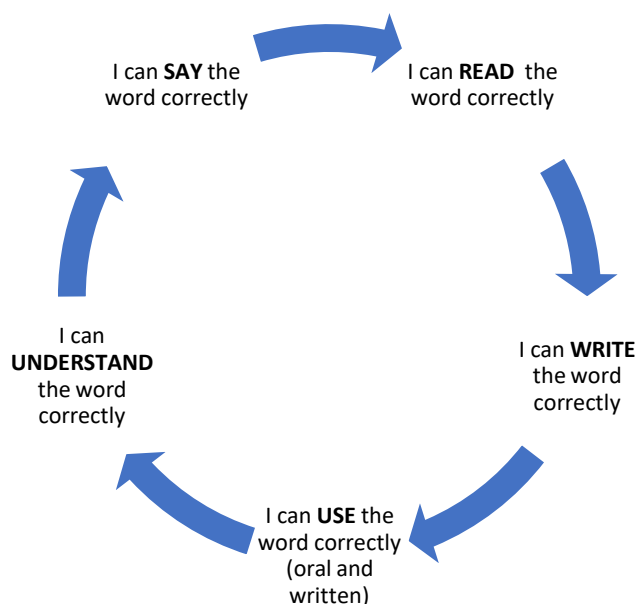 I can SAY the
word correctly
I can READ the
word correctly
I can WRITE
the word
correctly
I can USE the
word correctly
(oral and
written)
I can
UNDERSTAND
the word
correctly